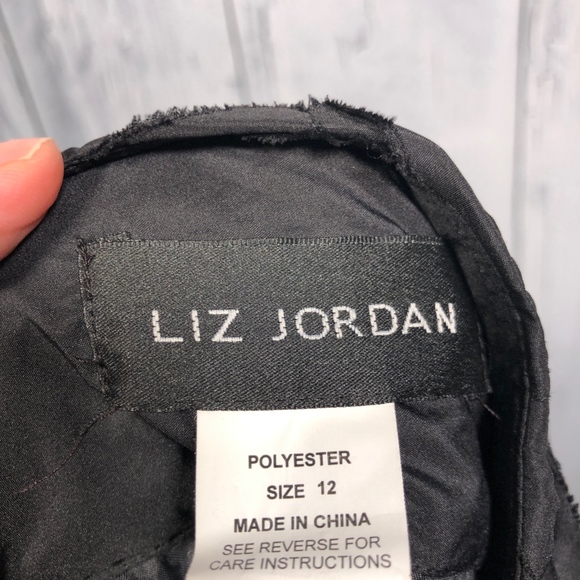 LIZ JORDAN
POLYESTER
SIZE 12
MADE IN CHINA
SEE REVERSE FOR
CARE INSTRUCTIONS